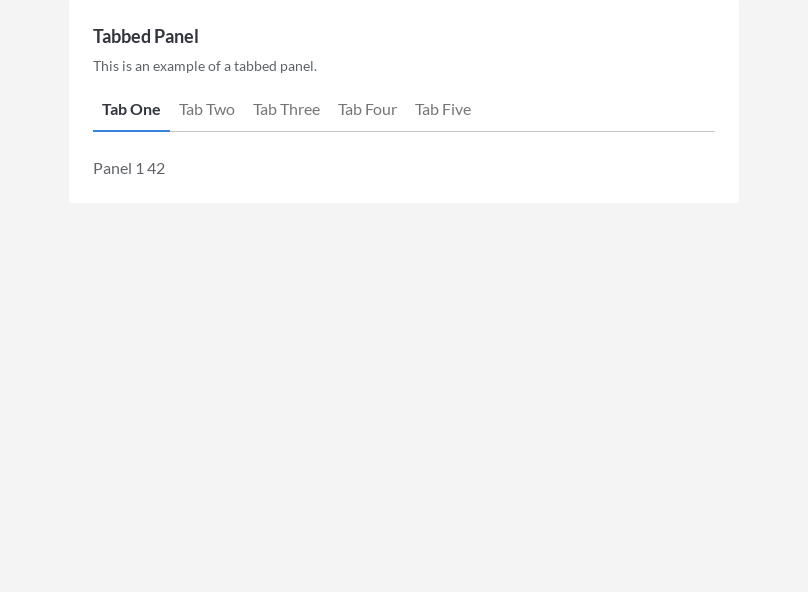 Tabbed Panel
This is an example of a tabbed panel.
Tab One Tab Two Tab Three Tab Four Tab Five
Panel 1 42